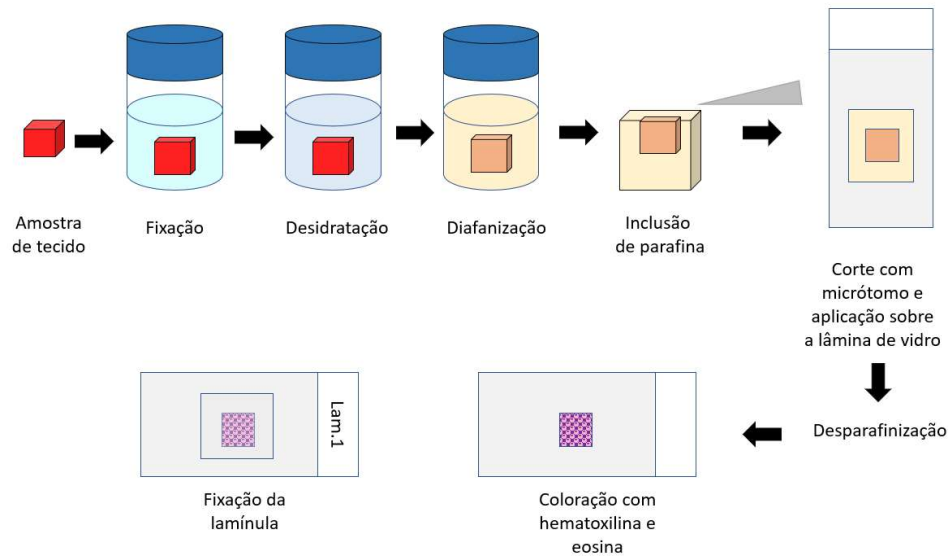 Amostra
de tecido
Fixação
Desidratação
Diafanização
Inclusão
de parafina
Corte com
micrótomo e
aplicação sobre
a lâmina de vidro
Desparafinização
Coloração com
hematoxilina e
eosina
Lam.1
Fixação da
lamínula